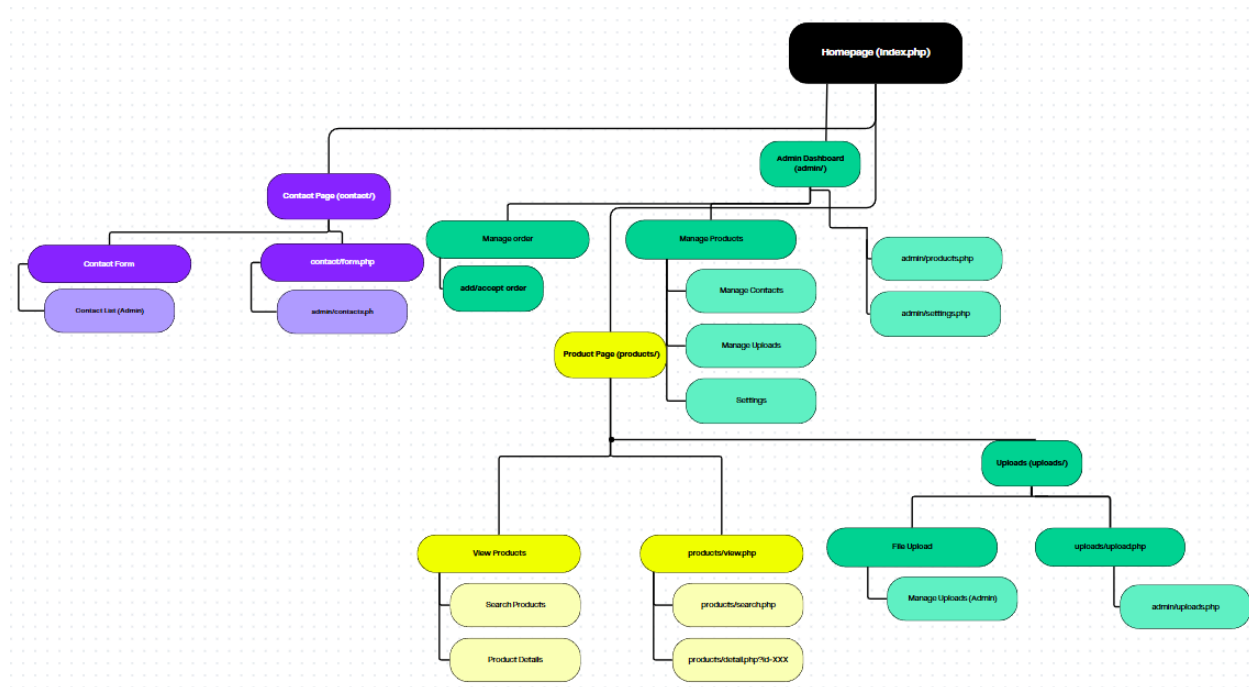 Homepage (Index.php)
Admin Dashboard
(admin/)
Contact Page (contact/)
Manage order
Manage Products
Contact Form
contact/form.php
admin/products.php
add/accept order
Manage Contacts
Contact List (Admin)
admin/contacts.ph
admin/settings.php
Product Page (products/)
Manage Uploads
Settings
Uploads (uploads/)
View Products
products/view.php
File Upload
uploads/upload.php
Search Products
products/search.php
Manage Uploads (Admin)
admin/uploads.php
Product Details
products/detail.php?id-XXX